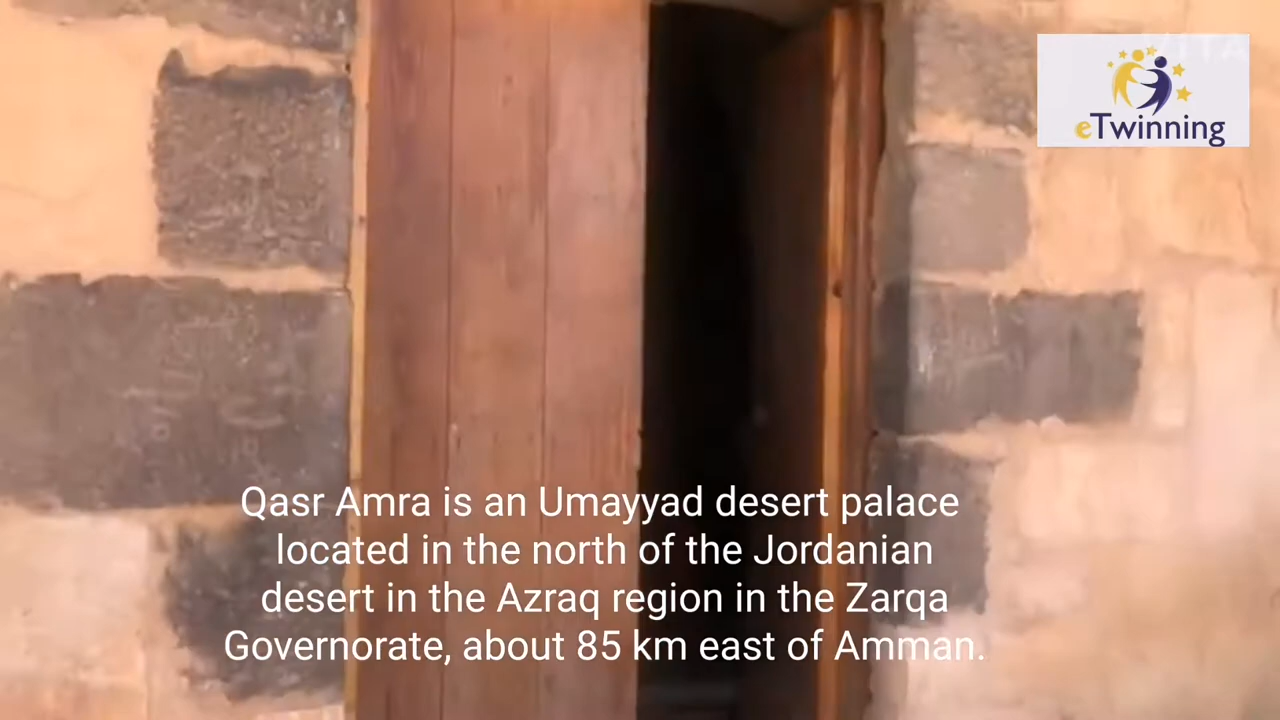 eTwinning
Qasr Amra is an Umayyad desert palace
located in the north of the Jordanian
desert in the Azraq region in the Zarqa
Governorate, about 85 km east of Amman.